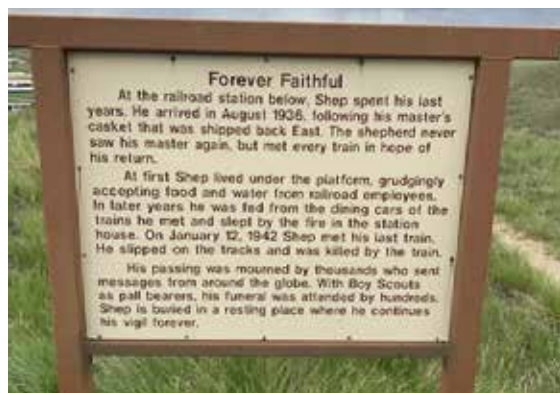 Forever Faithful
At the railroad station below, Shep spent his last
years. He arrived in August 1936, following his master's
casket that was shipped back East. The shepherd never
saw his master again, but met every train in hope of
his return.
At first Shep lived under the platform, grudgingly
accepting food and water from railroad employees.
In later years he was fed from the dining cars of the
trains he met and slept by the fire in the station
house. On January 12, 1942 Shep met his last train.
He slipped on the tracks and was killed by the train.
His passing was mourned by thousands who sent
messages from around the globe. With Boy Scouts
as pall bearers, his funeral was attended by hundreds.
Shep is buried in a resting place where he continues
his vigil forever.